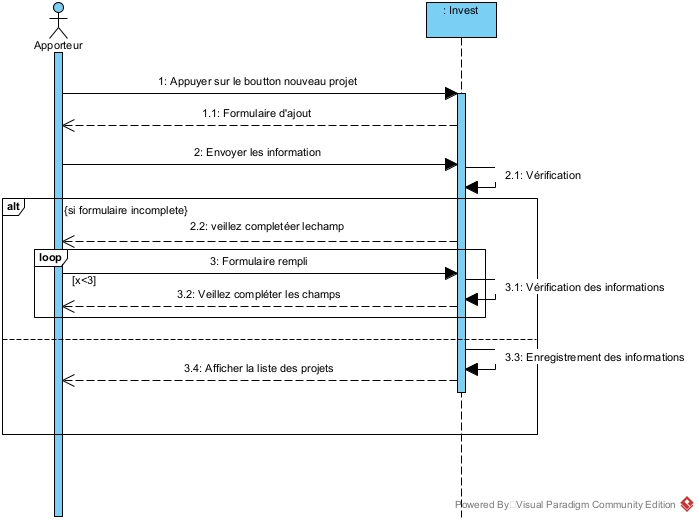 : Invest
Apporteur
1: Appuyer sur le boutton nouveau projet
1.1: Formulaire d'ajout
2: Envoyer les information
2.1: Vérification
alt
{si formulaire incomplete}
2.2: veillez completéer lechamp
loop
3: Formulaire rempli
[x<3]
3.1: Vérification des informations
3.2: Veillez compléter les champs
3.3: Enregistrement des informations
3.4: Afficher la liste des projets
Powered By Visual Paradigm Community Edition